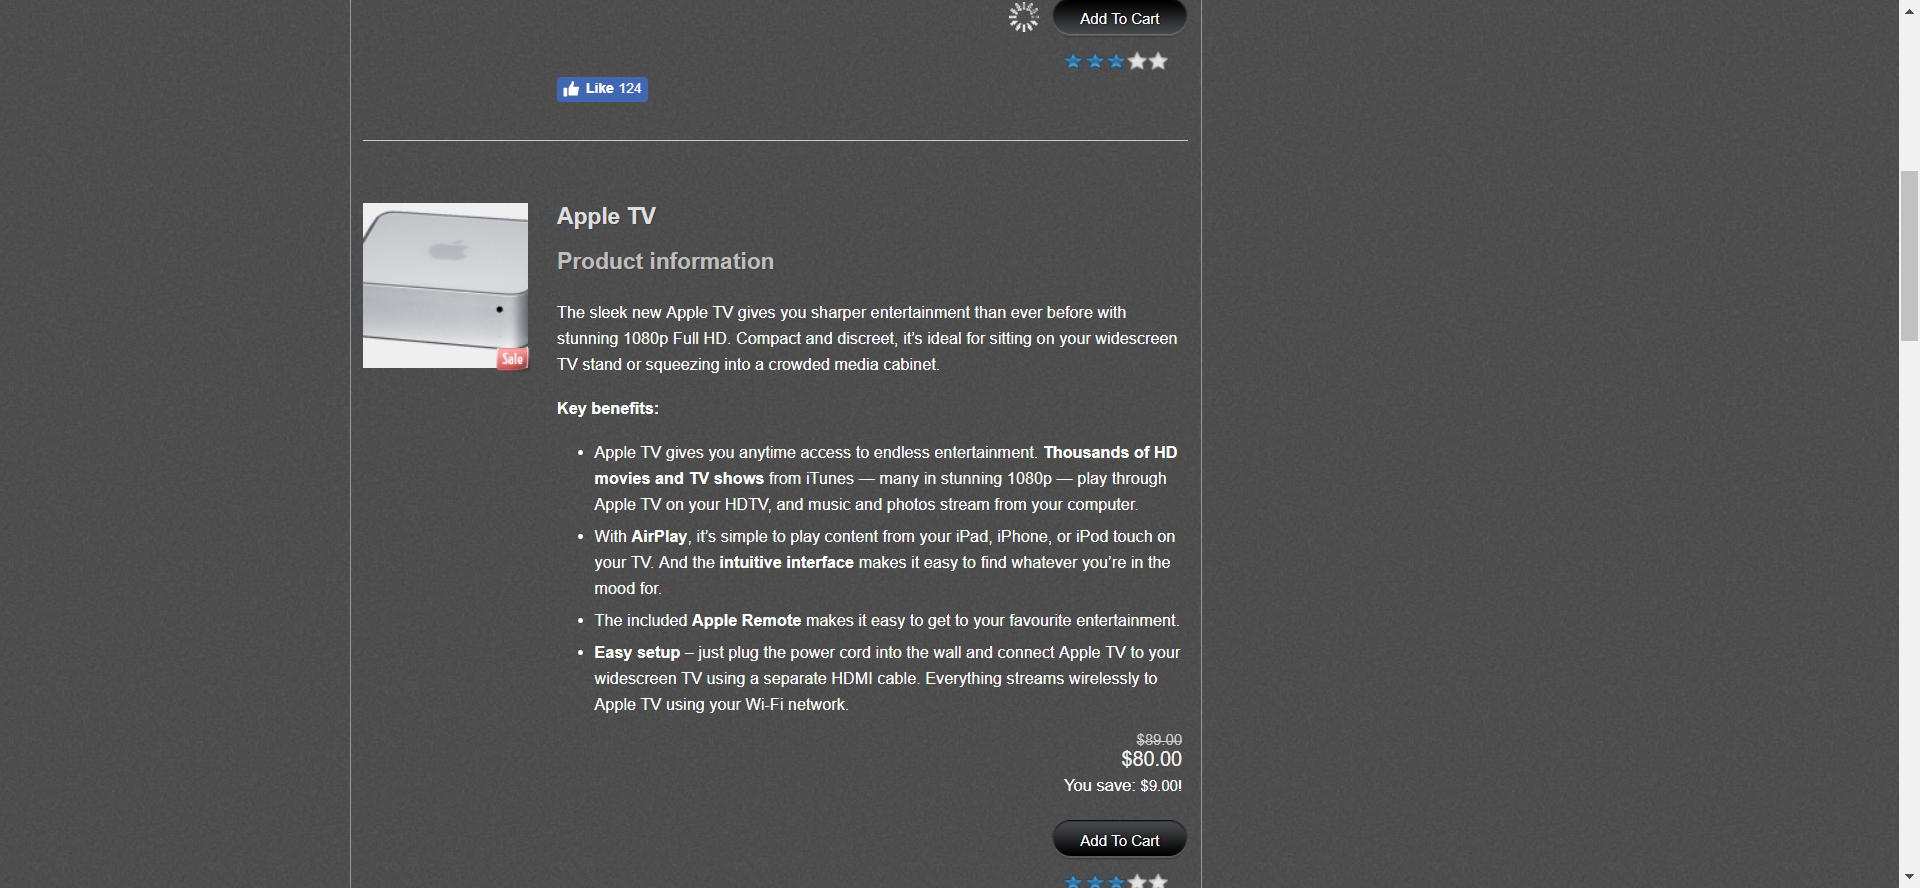 Add To Cart
Like 124
Apple TV
Product information
Sale
The sleek new Apple TV gives you sharper entertainment than ever before with
stunning 1080p Full HD. Compact and discreet, it’s ideal for sitting on your widescreen
TV stand or squeezing into a crowded media cabinet.
Key benefits:
• Apple TV gives you anytime access to endless entertainment. Thousands of HD
movies and TV shows from iTunes — many in stunning 1080p — play through
Apple TV on your HDTV, and music and photos stream from your computer.
• With AirPlay, it’s simple to play content from your iPad, iPhone, or iPod touch on
your TV. And the intuitive interface makes it easy to find whatever you’re in the
mood for.
• The included Apple Remote makes it easy to get to your favourite entertainment.
• Easy setup – just plug the power cord into the wall and connect Apple TV to your
widescreen TV using a separate HDMI cable. Everything streams wirelessly to
Apple TV using your Wi-Fi network.
$89.00
$80.00
You save: $9.00!
Add To Cart